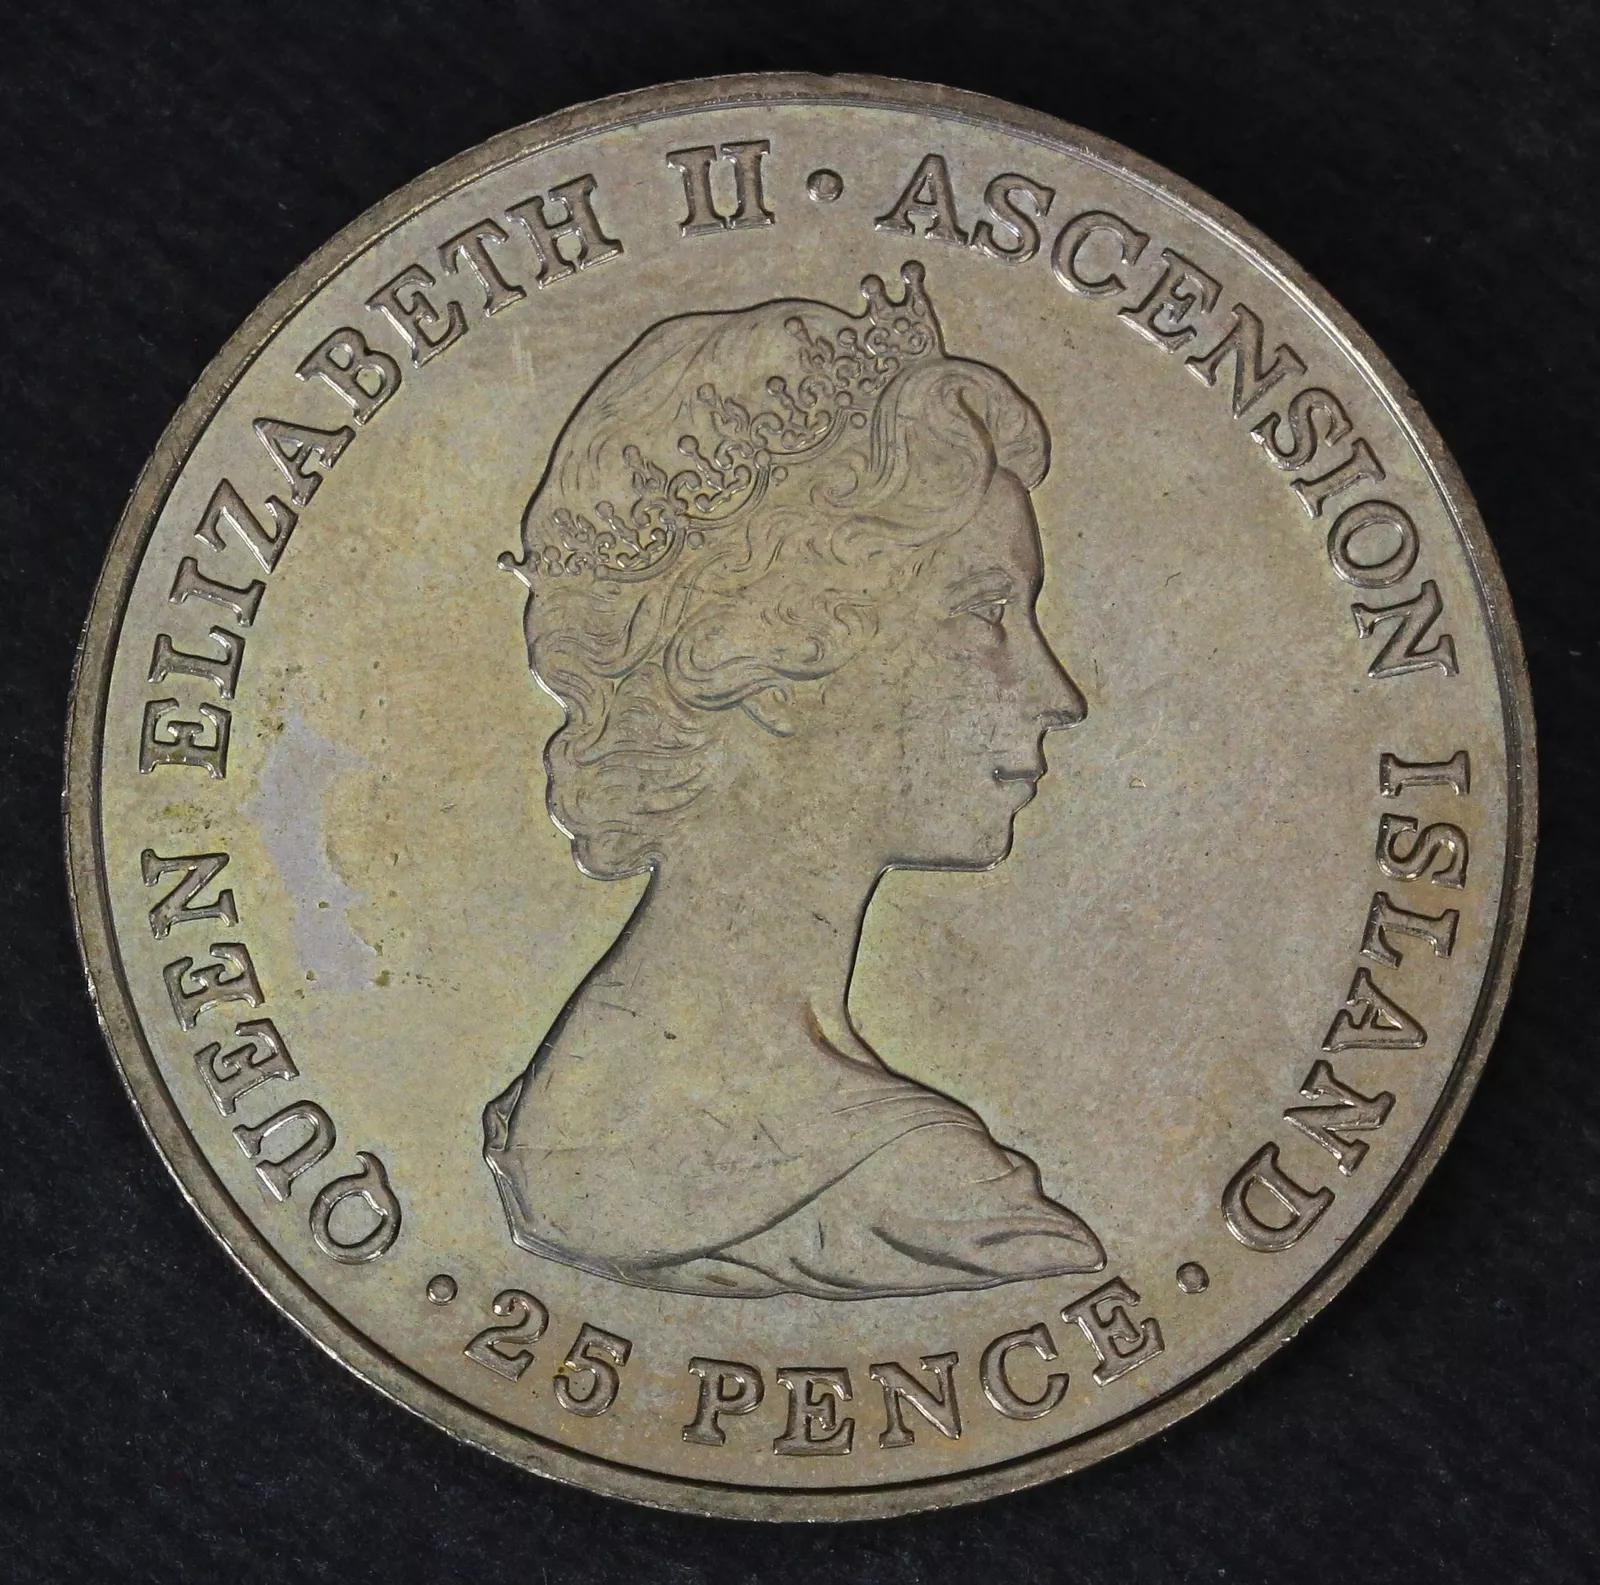 QUEEN ELIZABETH II · ASCENSION ISLAND
· 25 PENCE ·